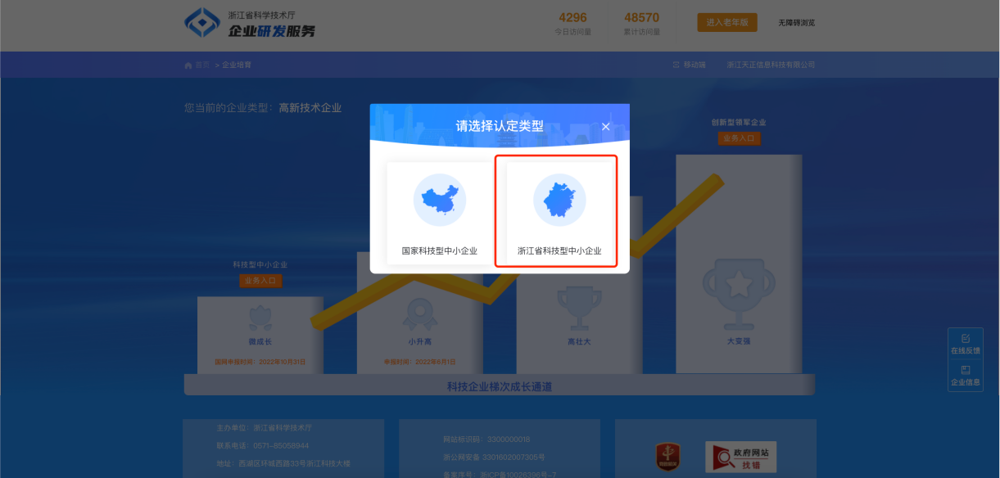 浙江省科学技术厅
企业研发服务
4296
今日访问量
48570
累计访问量
进入老年版
无障碍浏览
首页 > 企业培育
移动端
浙江天正信息科技有限公司
您当前的企业类型：高新技术企业
请选择认定类型
国家科技型中小企业
浙江省科技型中小企业
创新型领军企业
业务入口
科技型中小企业
业务入口
微成长
国网申报时间：2022年10月31日
小升高
申报时间：2022年6月1日
高壮大
大变强
科技企业梯次成长通道
在线反馈
企业信息
主办单位：浙江省科学技术厅
联系电话：0571-85058944
地址：西湖区环城西路33号浙江科技大楼
网站标识码：3300000018
浙公网安备 3301602007305号
备案序号：浙ICP备10026396号-7
政府网站
找错